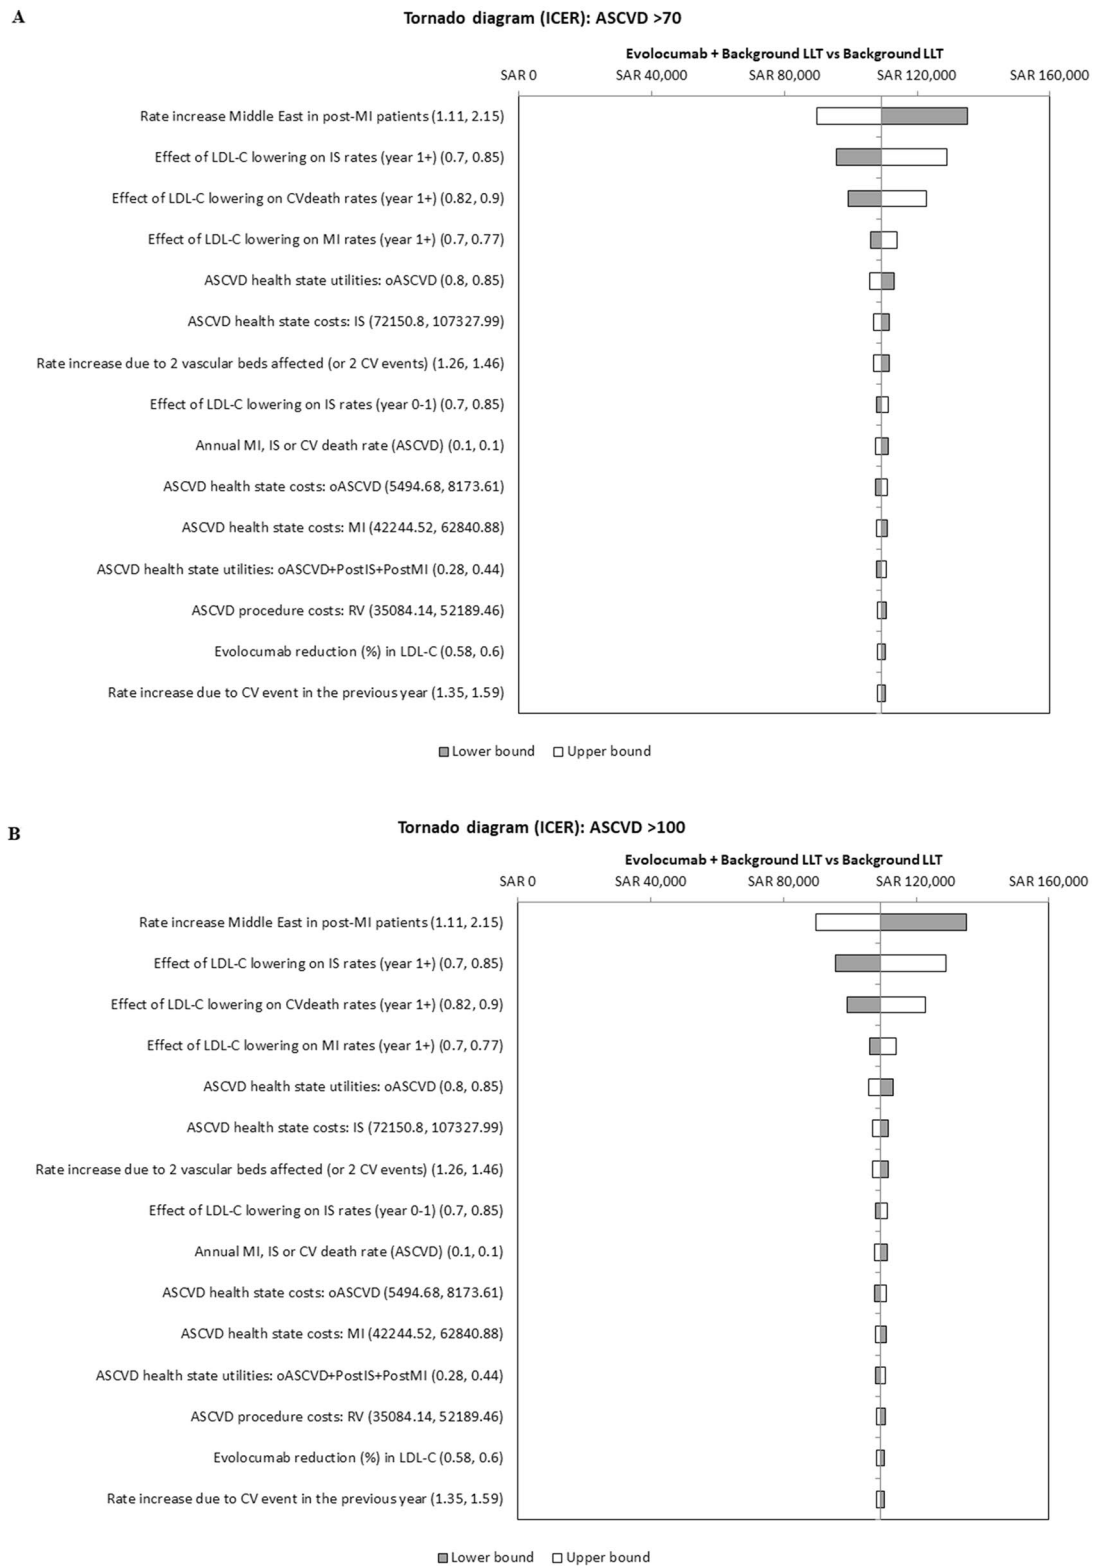 A
Tornado diagram (ICER): ASCVD >70
Evolocumab + Background LLT vs Background LLT
SAR 0 SAR 40,000 SAR 80,000 SAR 120,000 SAR 160,000
Rate increase Middle East in post-MI patients (1.11, 2.15)
Effect of LDL-C lowering on IS rates (year 1+) (0.7, 0.85)
Effect of LDL-C lowering on CVdeath rates (year 1+) (0.82, 0.9)
Effect of LDL-C lowering on MI rates (year 1+) (0.7, 0.77)
ASCVD health state utilities: oASCVD (0.8, 0.85)
ASCVD health state costs: IS (72150.8, 107327.99)
Rate increase due to 2 vascular beds affected (or 2 CV events) (1.26, 1.46)
Effect of LDL-C lowering on IS rates (year 0-1) (0.7, 0.85)
Annual MI, IS or CV death rate (ASCVD) (0.1, 0.1)
ASCVD health state costs: oASCVD (5494.68, 8173.61)
ASCVD health state costs: MI (42244.52, 62840.88)
ASCVD health state utilities: oASCVD+PostIS+PostMI (0.28, 0.44)
ASCVD procedure costs: RV (35084.14, 52189.46)
Evolocumab reduction (%) in LDL-C (0.58, 0.6)
Rate increase due to CV event in the previous year (1.35, 1.59)
Lower bound Upper bound
B
Tornado diagram (ICER): ASCVD >100
Evolocumab + Background LLT vs Background LLT
SAR 0 SAR 40,000 SAR 80,000 SAR 120,000 SAR 160,000
Rate increase Middle East in post-MI patients (1.11, 2.15)
Effect of LDL-C lowering on IS rates (year 1+) (0.7, 0.85)
Effect of LDL-C lowering on CVdeath rates (year 1+) (0.82, 0.9)
Effect of LDL-C lowering on MI rates (year 1+) (0.7, 0.77)
ASCVD health state utilities: oASCVD (0.8, 0.85)
ASCVD health state costs: IS (72150.8, 107327.99)
Rate increase due to 2 vascular beds affected (or 2 CV events) (1.26, 1.46)
Effect of LDL-C lowering on IS rates (year 0-1) (0.7, 0.85)
Annual MI, IS or CV death rate (ASCVD) (0.1, 0.1)
ASCVD health state costs: oASCVD (5494.68, 8173.61)
ASCVD health state costs: MI (42244.52, 62840.88)
ASCVD health state utilities: oASCVD+PostIS+PostMI (0.28, 0.44)
ASCVD procedure costs: RV (35084.14, 52189.46)
Evolocumab reduction (%) in LDL-C (0.58, 0.6)
Rate increase due to CV event in the previous year (1.35, 1.59)
Lower bound Upper bound